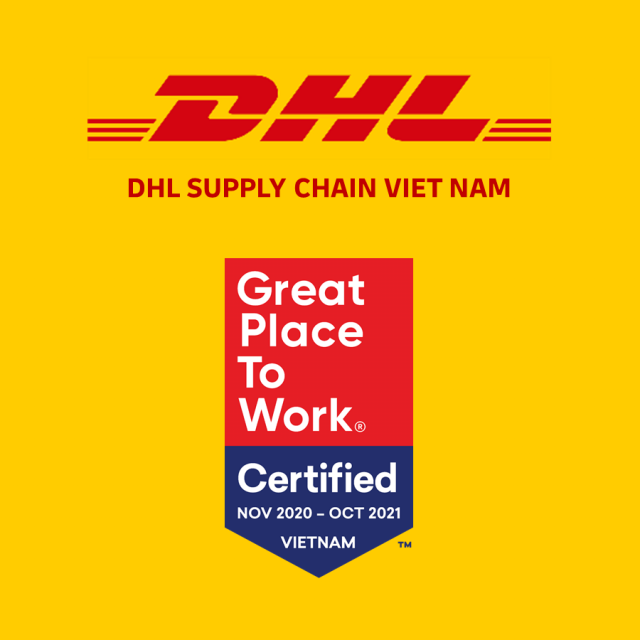 DHL
DHL SUPPLY CHAIN VIET NAM
Great
Place
To
Work®
Certified
NOV 2020 – OCT 2021
VIETNAM ™